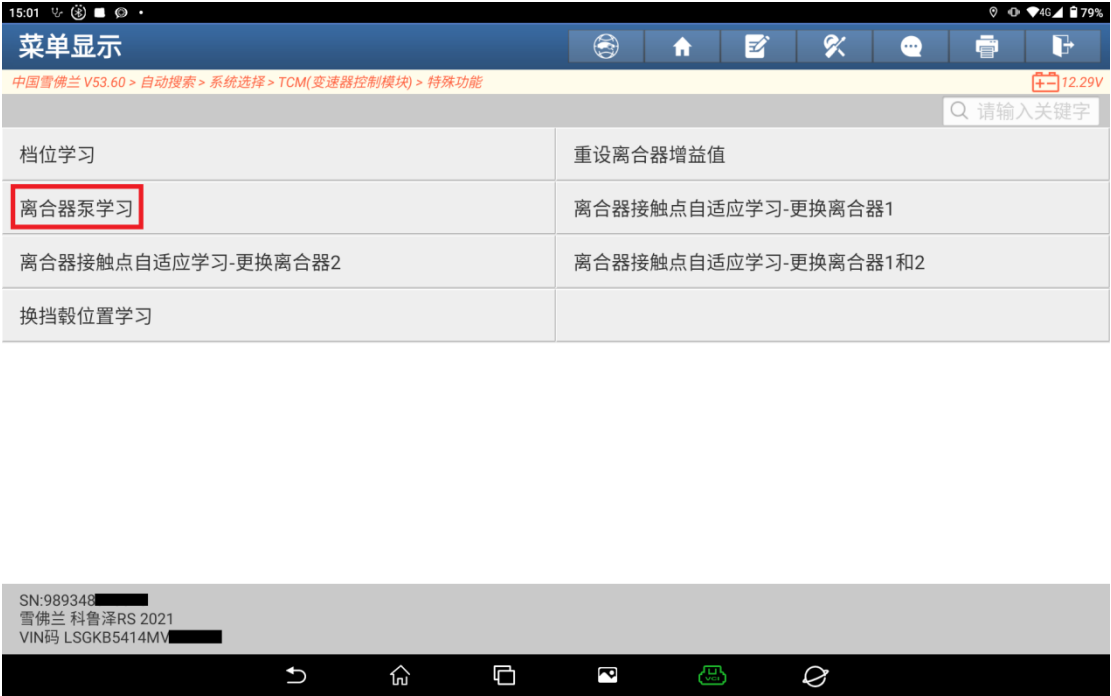 15:01
4G 79%
菜单显示
中国雪佛兰 V53.60 > 自动搜索 > 系统选择 > TCM(变速器控制模块) > 特殊功能
12.29V
请输入关键字
档位学习
重设离合器增益值
离合器泵学习
离合器接触点自适应学习-更换离合器1
离合器接触点自适应学习-更换离合器2
离合器接触点自适应学习-更换离合器1和2
换挡毂位置学习
SN:989348
雪佛兰 科鲁泽RS 2021
VIN码 LSGKB5414MV
VCI